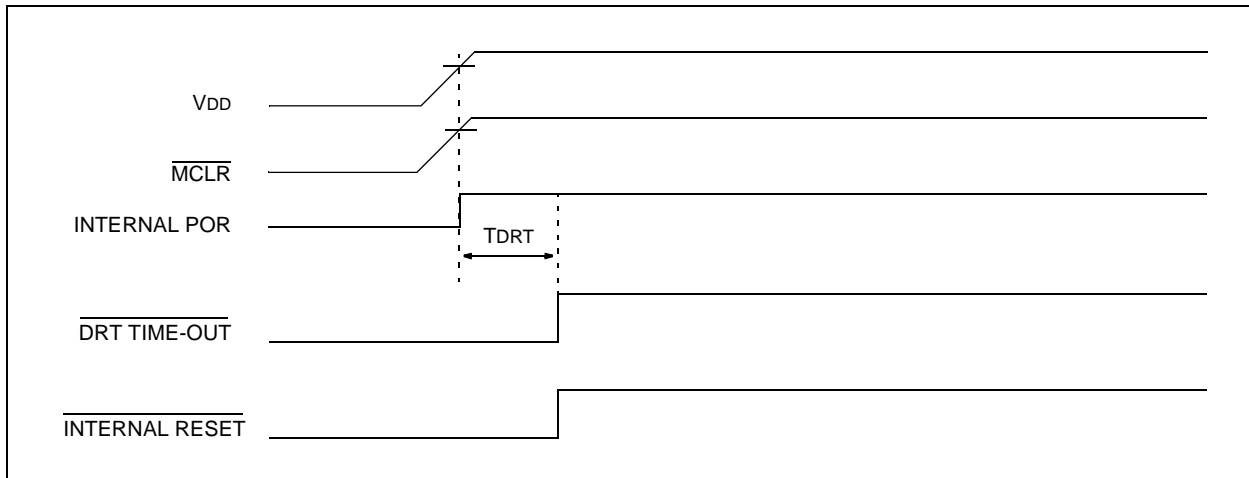 VDD
MCLR
INTERNAL POR
TDRT
DRT TIME-OUT
INTERNAL RESET